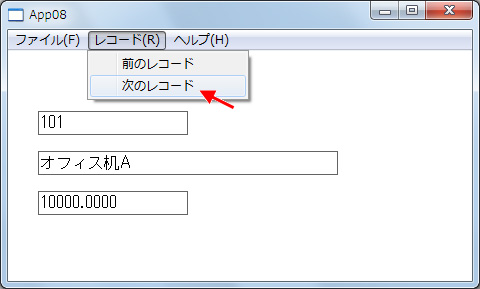 App08
ファイル(F) レコード(R) ヘルプ(H)
前のレコード
次のレコード
101
オフィス机A
10000.0000